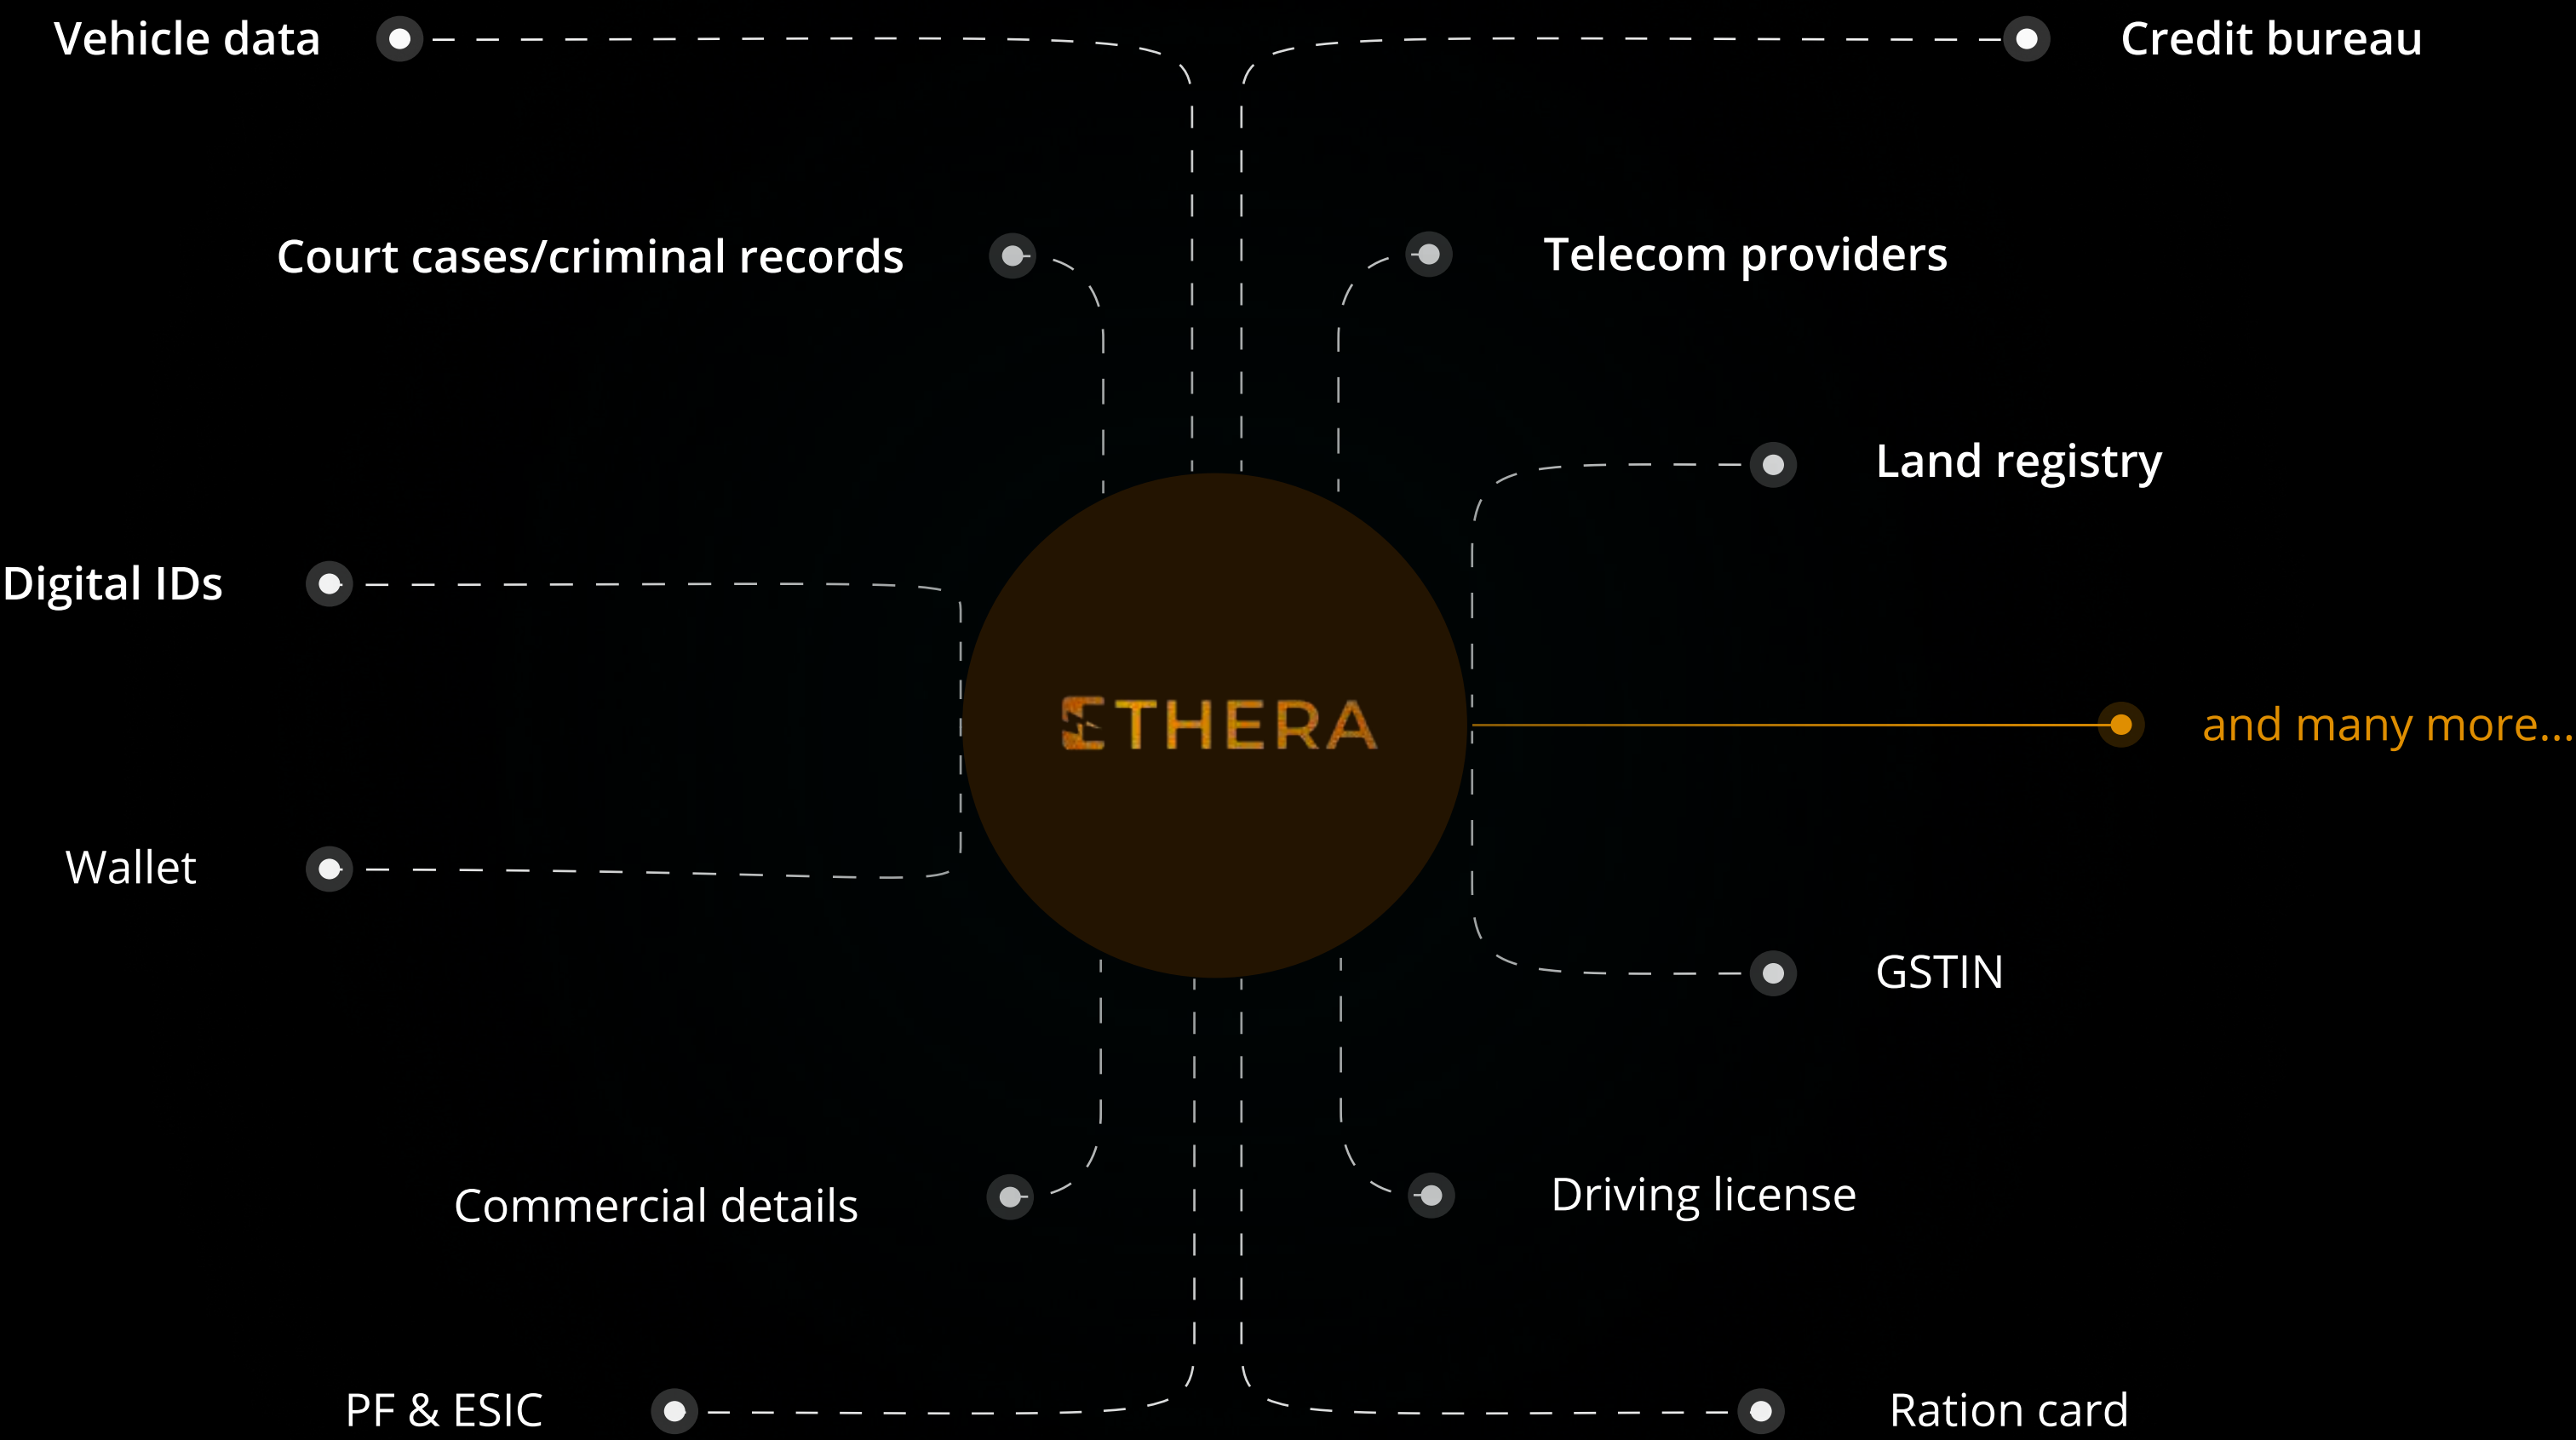 Vehicle data
Credit bureau
Court cases/criminal records
Telecom providers
Land registry
Digital IDs
ETHERA
and many more...
Wallet
GSTIN
Commercial details
Driving license
PF & ESIC
Ration card